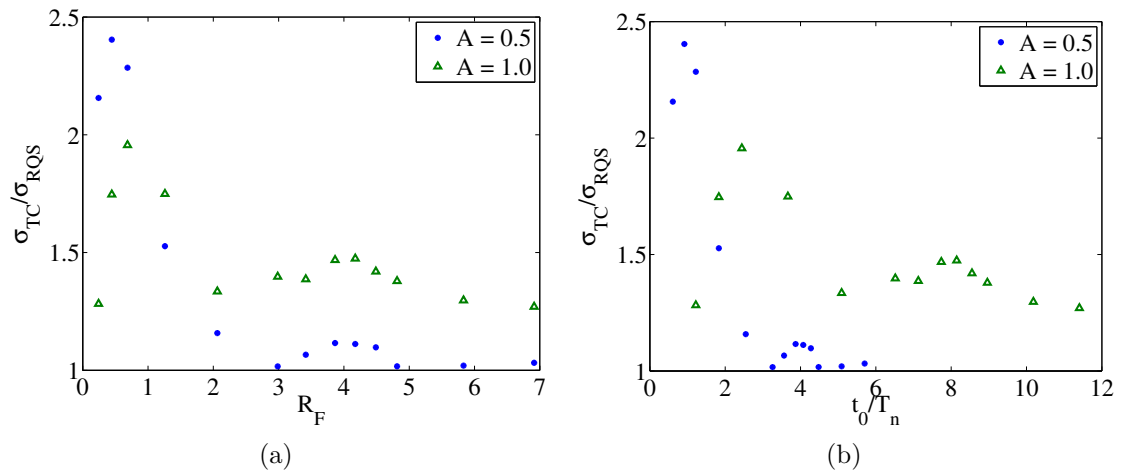 2.5
2
1.5
1
σTC/σRQS
A = 0.5
A = 1.0
0 1 2 3 4 5 6 7
RF
(a)
2.5
2
1.5
1
σTC/σRQS
A = 0.5
A = 1.0
0 2 4 6 8 10 12
t0/Tn
(b)